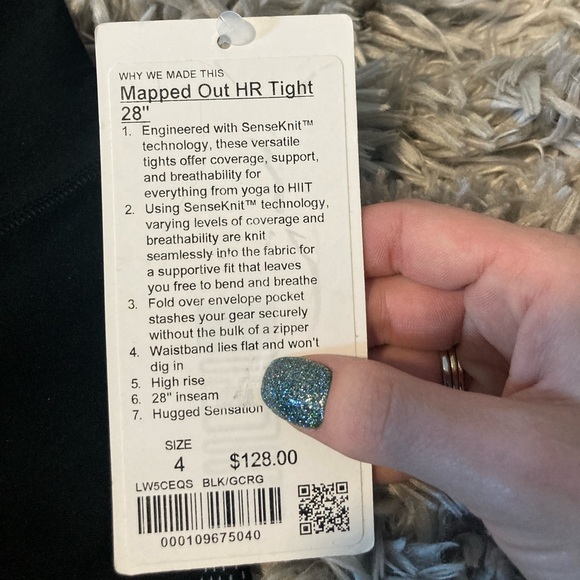 WHY WE MADE THIS
Mapped Out HR Tight
28"
1. Engineered with SenseKnit™
technology, these versatile
tights offer coverage, support,
and breathability for
everything from yoga to HIIT
2. Using SenseKnit™ technology,
varying levels of coverage and
breathability are knit
seamlessly into the fabric for
a supportive fit that leaves
you free to bend and breathe
3. Fold over envelope pocket
stashes your gear securely
without the bulk of a zipper
4. Waistband lies flat and won't
dig in
5. High rise
6. 28" inseam
7. Hugged Sensation
SIZE
4 $128.00
LW5CEQS BLK/GCRG
000109675040